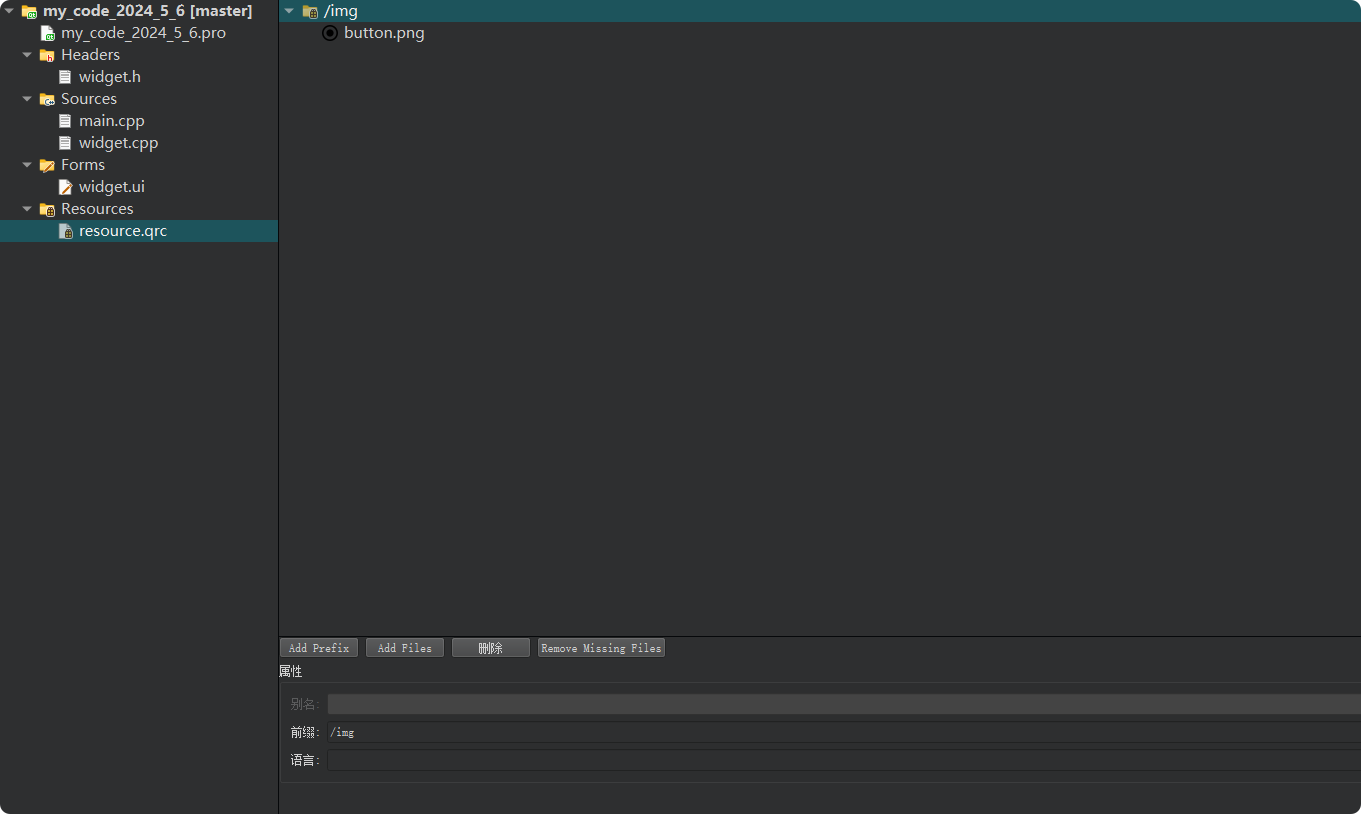 my_code_2024_5_6 [master]
my_code_2024_5_6.pro
Headers
widget.h
Sources
main.cpp
widget.cpp
Forms
widget.ui
Resources
resource.qrc
/img
button.png
Add Prefix Add Files 删除 Remove Missing Files
属性
别名:
前缀: /img
语言: